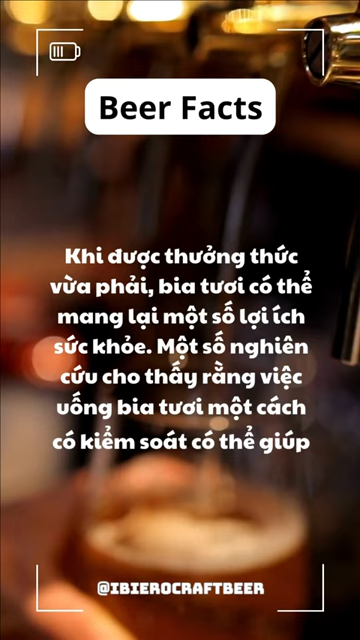 Beer Facts
Khi được thưởng thức
vừa phải, bia tươi có thể
mang lại một số lợi ích
sức khỏe. Một số nghiên
cứu cho thấy rằng việc
uống bia tươi một cách
có kiểm soát có thể giúp
@IBIEROCRAFTBEER